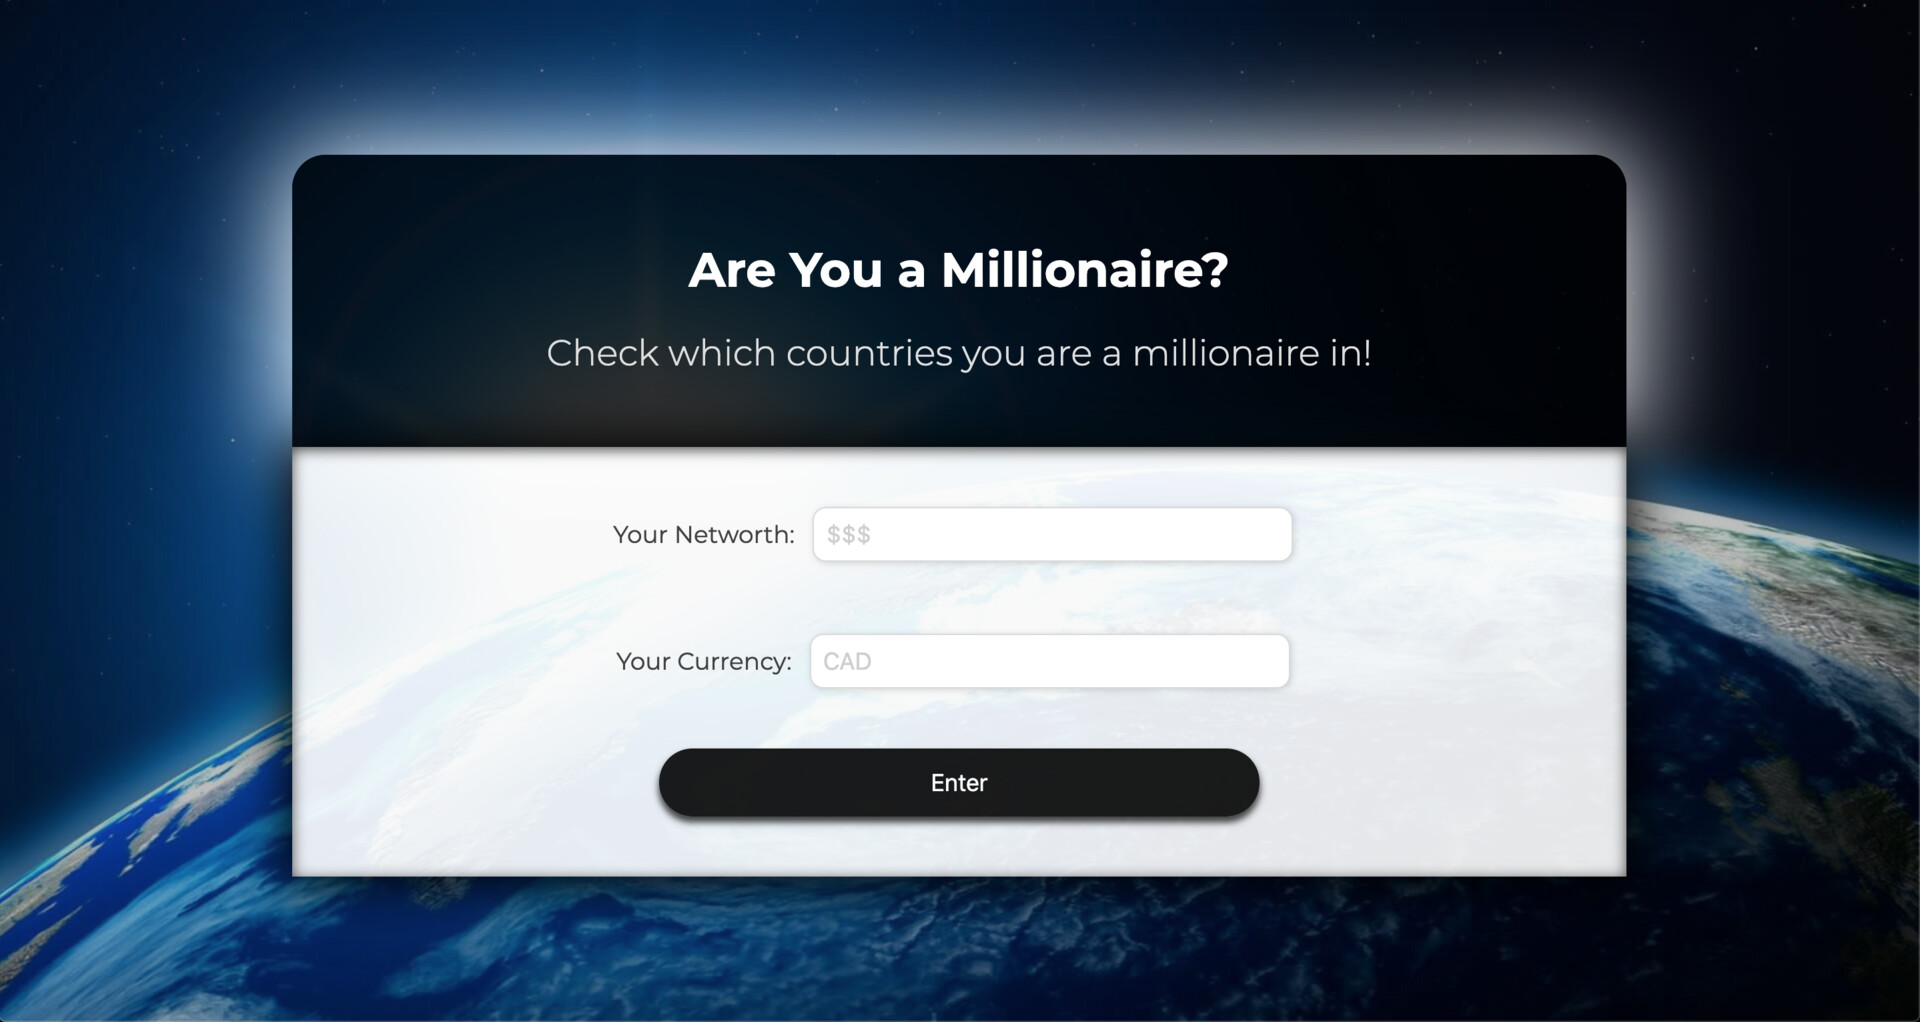 Are You a Millionaire?
Check which countries you are a millionaire in!
Your Networth: $$$
Your Currency: CAD
Enter